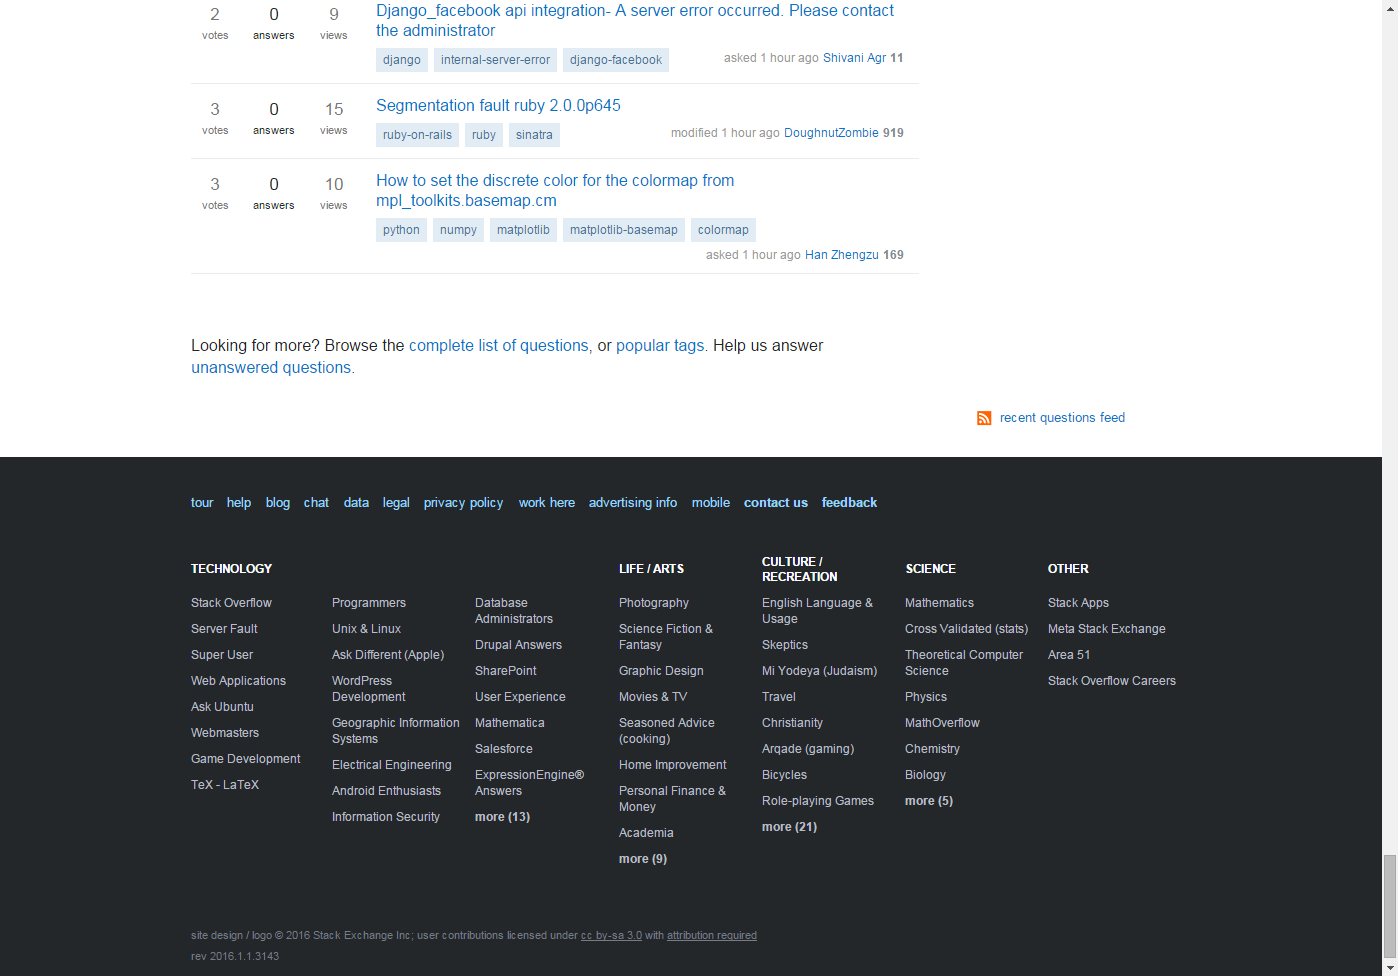 2 0 9
votes answers views
Django_facebook api integration- A server error occurred. Please contact
the administrator
django internal-server-error django-facebook
asked 1 hour ago Shivani Agr 11
3 0 15
votes answers views
Segmentation fault ruby 2.0.0p645
ruby-on-rails ruby sinatra
modified 1 hour ago DoughnutZombie 919
3 0 10
votes answers views
How to set the discrete color for the colormap from
mpl_toolkits.basemap.cm
python numpy matplotlib matplotlib-basemap colormap
asked 1 hour ago Han Zhengzu 169
Looking for more? Browse the complete list of questions, or popular tags. Help us answer
unanswered questions.
recent questions feed
tour help blog chat data legal privacy policy work here advertising info mobile contact us feedback
TECHNOLOGY
Stack Overflow
Server Fault
Super User
Web Applications
Ask Ubuntu
Webmasters
Game Development
TeX - LaTeX
Programmers
Unix & Linux
Ask Different (Apple)
WordPress
Development
Geographic Information
Systems
Electrical Engineering
Android Enthusiasts
Information Security
Database
Administrators
Drupal Answers
SharePoint
User Experience
Mathematica
Salesforce
ExpressionEngine®
Answers
more (13)
LIFE / ARTS
Photography
Science Fiction &
Fantasy
Graphic Design
Movies & TV
Seasoned Advice
(cooking)
Home Improvement
Personal Finance &
Money
Academia
more (9)
CULTURE /
RECREATION
English Language &
Usage
Skeptics
Mi Yodeya (Judaism)
Travel
Christianity
Arqade (gaming)
Bicycles
Role-playing Games
more (21)
SCIENCE
Mathematics
Cross Validated (stats)
Theoretical Computer
Science
Physics
MathOverflow
Chemistry
Biology
more (5)
OTHER
Stack Apps
Meta Stack Exchange
Area 51
Stack Overflow Careers
site design / logo © 2016 Stack Exchange Inc; user contributions licensed under cc by-sa 3.0 with attribution required
rev 2016.1.1.3143